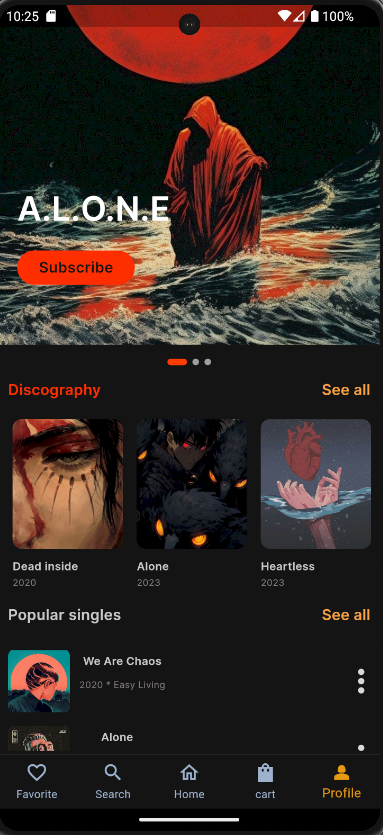 10:25 100%
A.L.O.N.E
Subscribe
Discography See all
Dead inside Alone Heartless
2020 2023 2023
Popular singles See all
We Are Chaos
2020 * Easy Living
Alone
Favorite Search Home cart Profile